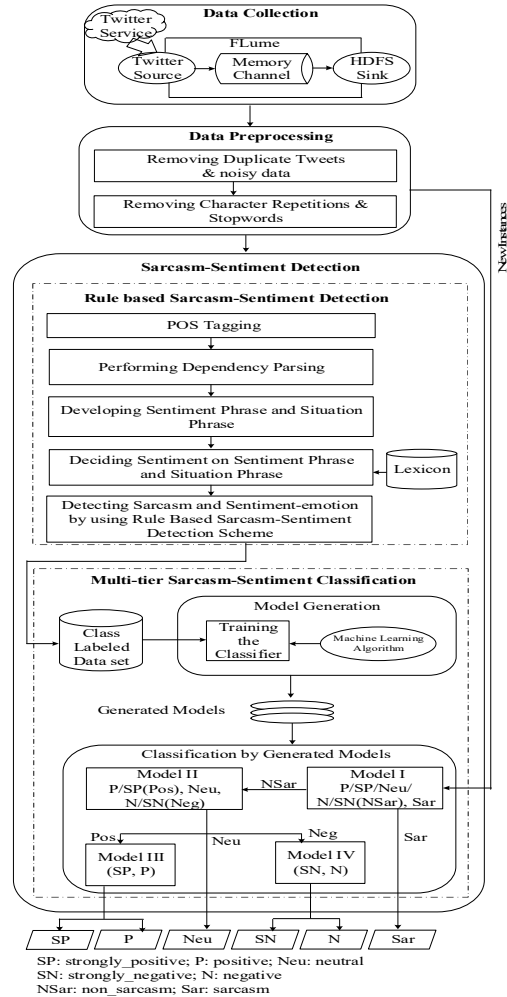 Data Collection
Twitter
Service
FLume
Twitter
Source
Memory
Channel
HDFS
Sink
Data Preprocessing
Removing Duplicate Tweets
& noisy data
Removing Character Repetitions &
Stopwords
New Instances
Sarcasm-Sentiment Detection
Rule based Sarcasm-Sentiment Detection
POS Tagging
Performing Dependency Parsing
Developing Sentiment Phrase and Situation
Phrase
Deciding Sentiment on Sentiment Phrase
and Situation Phrase
Lexicon
Detecting Sarcasm and Sentiment-emotion
by using Rule Based Sarcasm-Sentiment
Detection Scheme
Multi-tier Sarcasm-Sentiment Classification
Model Generation
Class
Labeled
Data set
Training
the
Classifier
Machine Learning
Algorithm
Generated Models
Classification by Generated Models
Model II
P/SP(Pos), Neu,
N/SN(Neg)
NSar
Model I
P/SP/Neu/
N/SN(NSar), Sar
Pos
Neu
Neg
Sar
Model III
(SP, P)
Model IV
(SN, N)
SP
P
Neu
SN
N
Sar
SP: strongly_positive; P: positive; Neu: neutral
SN: strongly_negative; N: negative
NSar: non_sarcasm; Sar: sarcasm